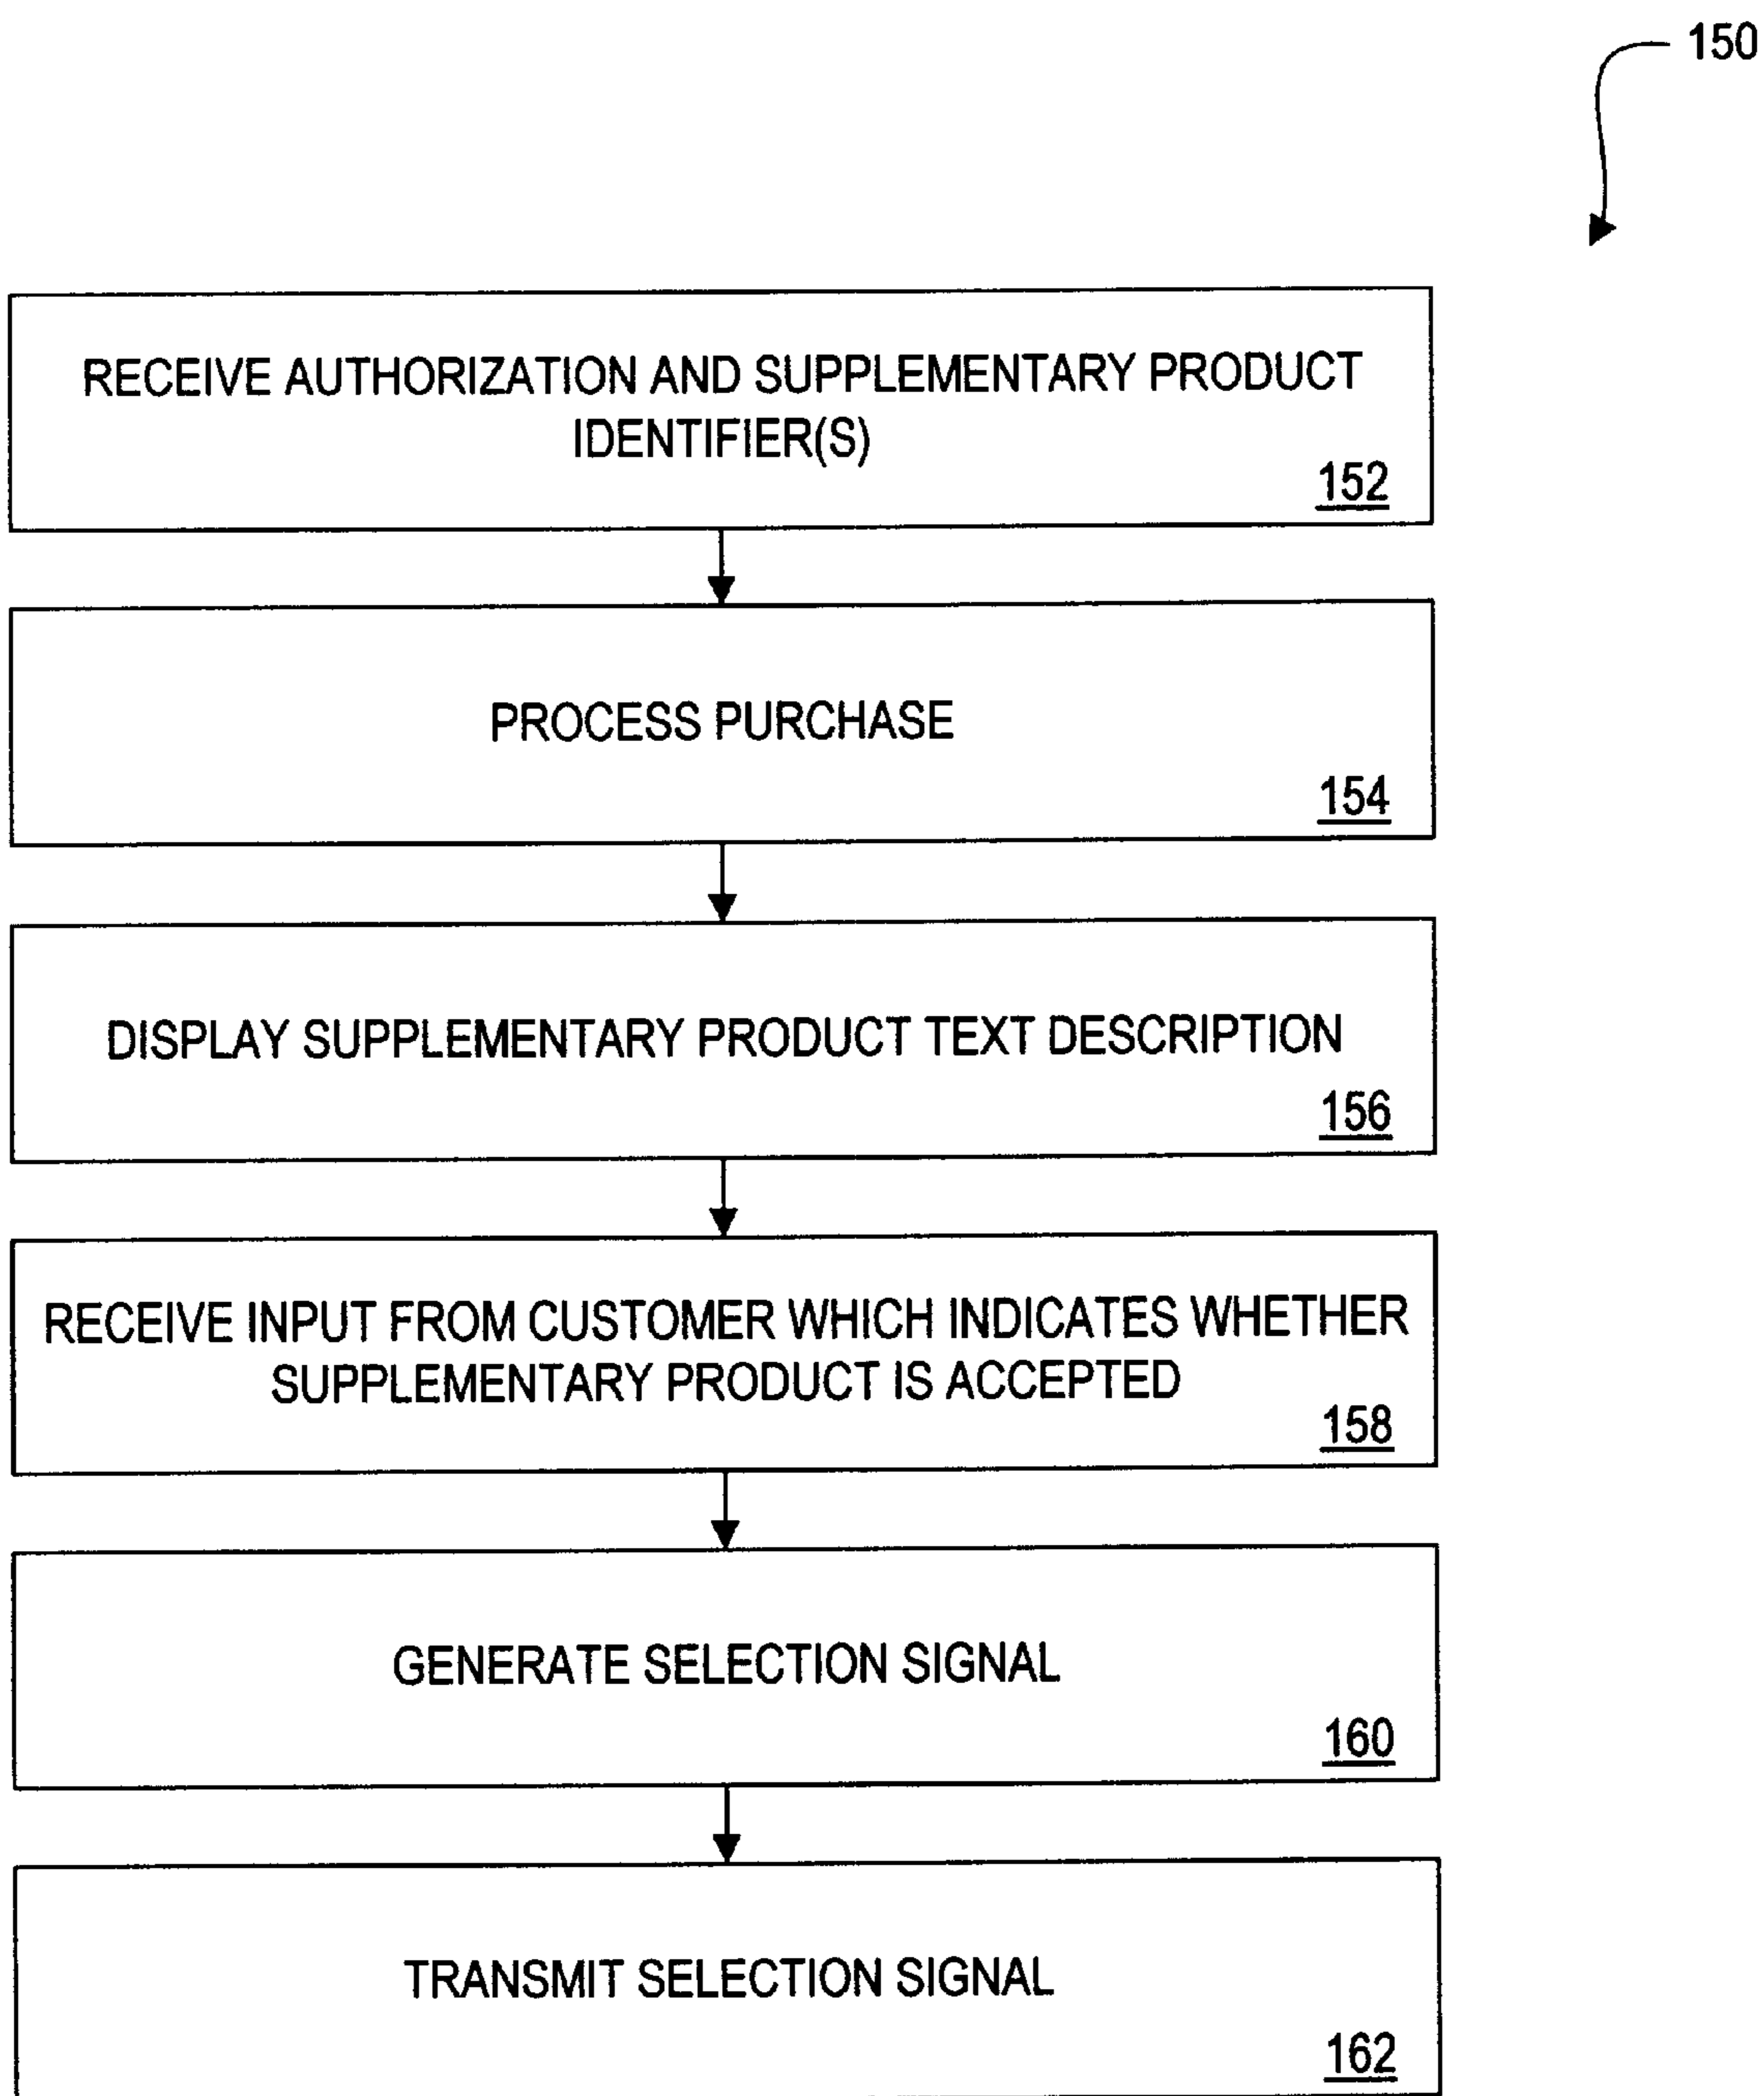 150
RECEIVE AUTHORIZATION AND SUPPLEMENTARY PRODUCT
IDENTIFIER(S)
152
PROCESS PURCHASE
154
DISPLAY SUPPLEMENTARY PRODUCT TEXT DESCRIPTION
156
RECEIVE INPUT FROM CUSTOMER WHICH INDICATES WHETHER
SUPPLEMENTARY PRODUCT IS ACCEPTED
158
GENERATE SELECTION SIGNAL
160
TRANSMIT SELECTION SIGNAL
162